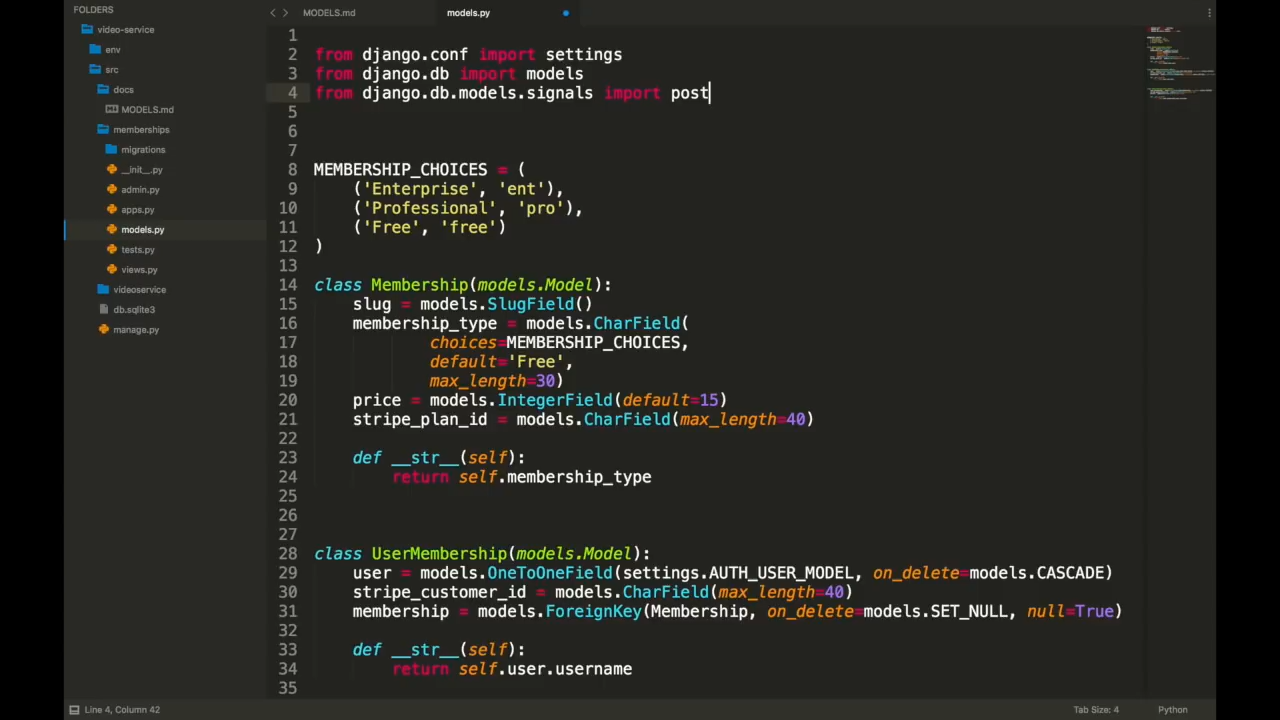 FOLDERS
video-service
env
src
docs
MODELS.md
memberships
migrations
__init__.py
admin.py
apps.py
models.py
tests.py
views.py
videoservice
db.sqlite3
manage.py
MODELS.md
models.py
1
2 from django.conf import settings
3 from django.db import models
4 from django.db.models.signals import post
5
6
7
8 MEMBERSHIP_CHOICES = (
9     ('Enterprise', 'ent'),
10     ('Professional', 'pro'),
11     ('Free', 'free')
12 )
13
14 class Membership(models.Model):
15     slug = models.SlugField()
16     membership_type = models.CharField(
17             choices=MEMBERSHIP_CHOICES,
18             default='Free',
19             max_length=30)
20     price = models.IntegerField(default=15)
21     stripe_plan_id = models.CharField(max_length=40)
22
23     def __str__(self):
24         return self.membership_type
25
26
27
28 class UserMembership(models.Model):
29     user = models.OneToOneField(settings.AUTH_USER_MODEL, on_delete=models.CASCADE)
30     stripe_customer_id = models.CharField(max_length=40)
31     membership = models.ForeignKey(Membership, on_delete=models.SET_NULL, null=True)
32
33     def __str__(self):
34         return self.user.username
35
Line 4, Column 42
Tab Size: 4
Python